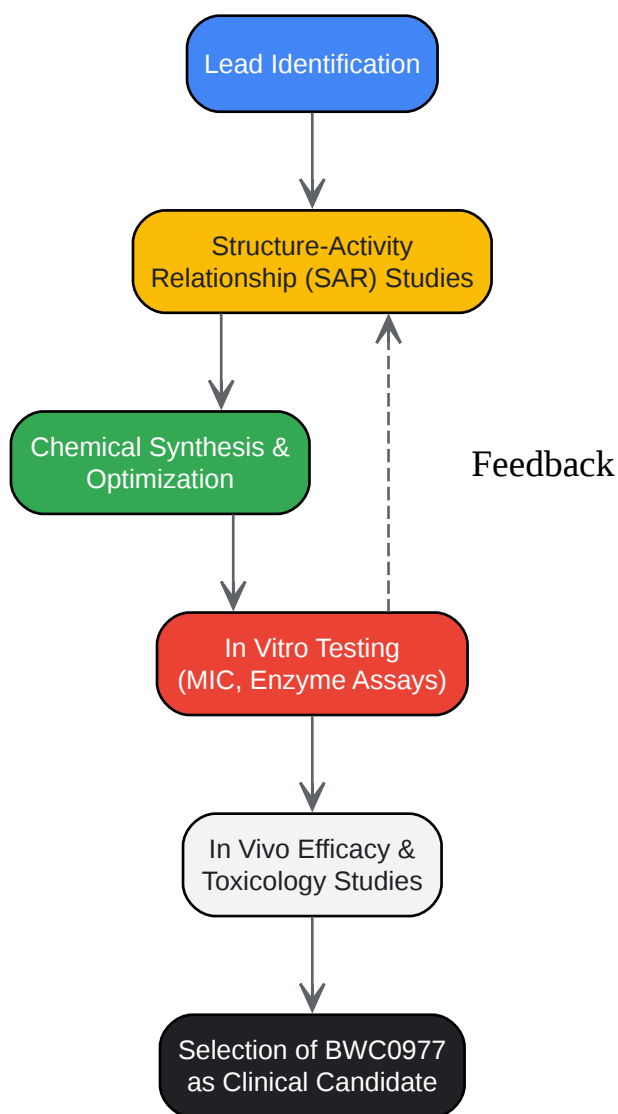 Lead Identification
Structure-Activity
Relationship (SAR) Studies
Chemical Synthesis &
Optimization
Feedback
In Vitro Testing
(MIC, Enzyme Assays)
In Vivo Efficacy &
Toxicology Studies
Selection of BWC0977
as Clinical Candidate